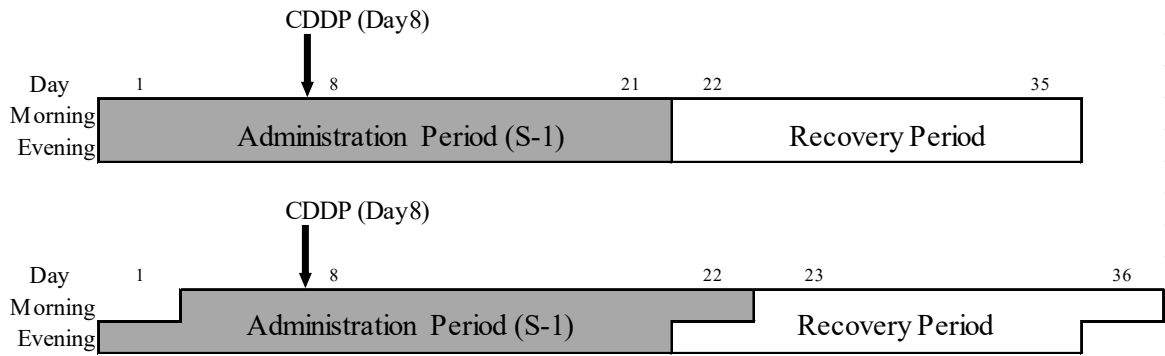 CDDP (Day8)
Day 1 8 21 22 35
Morning
Evening
Administration Period (S-1) Recovery Period
CDDP (Day8)
Day 1 8 22 23 36
Morning
Evening
Administration Period (S-1) Recovery Period